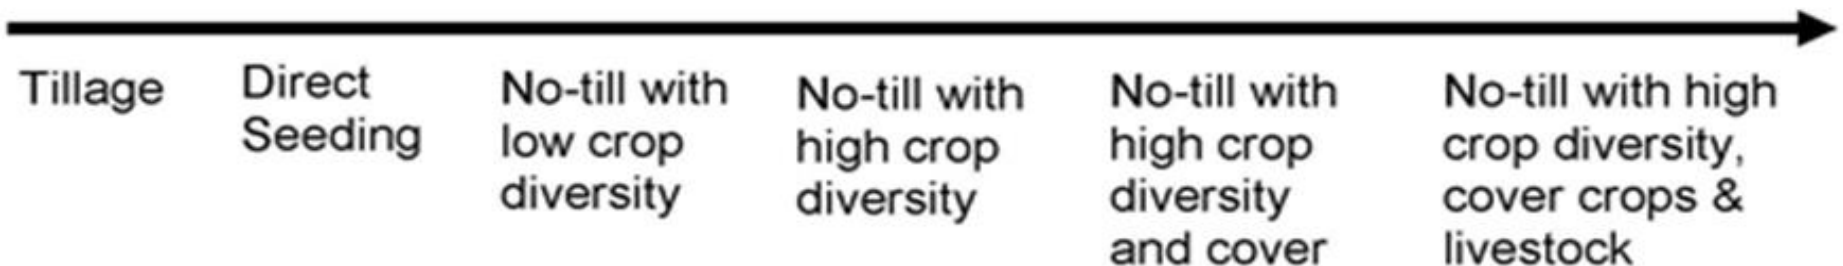 Tillage
Direct
Seeding
No-till with
low crop
diversity
No-till with
high crop
diversity
No-till with
high crop
diversity
and cover
No-till with high
crop diversity,
cover crops &
livestock